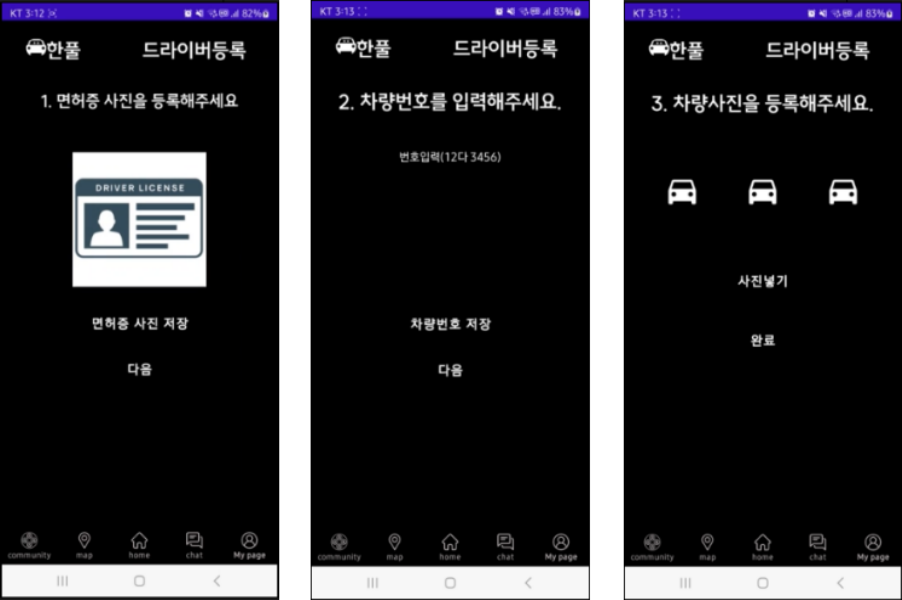 KT 3:12
82%
한풀
드라이버등록
1. 면허증 사진을 등록해주세요
DRIVER LICENSE
면허증 사진 저장
다음
community
map
home
chat
My page
KT 3:13
83%
한풀
드라이버등록
2. 차량번호를 입력해주세요.
번호입력(12다 3456)
차량번호 저장
다음
community
map
home
chat
My page
KT 3:13
83%
한풀
드라이버등록
3. 차량사진을 등록해주세요.
사진넣기
완료
community
map
home
chat
My page